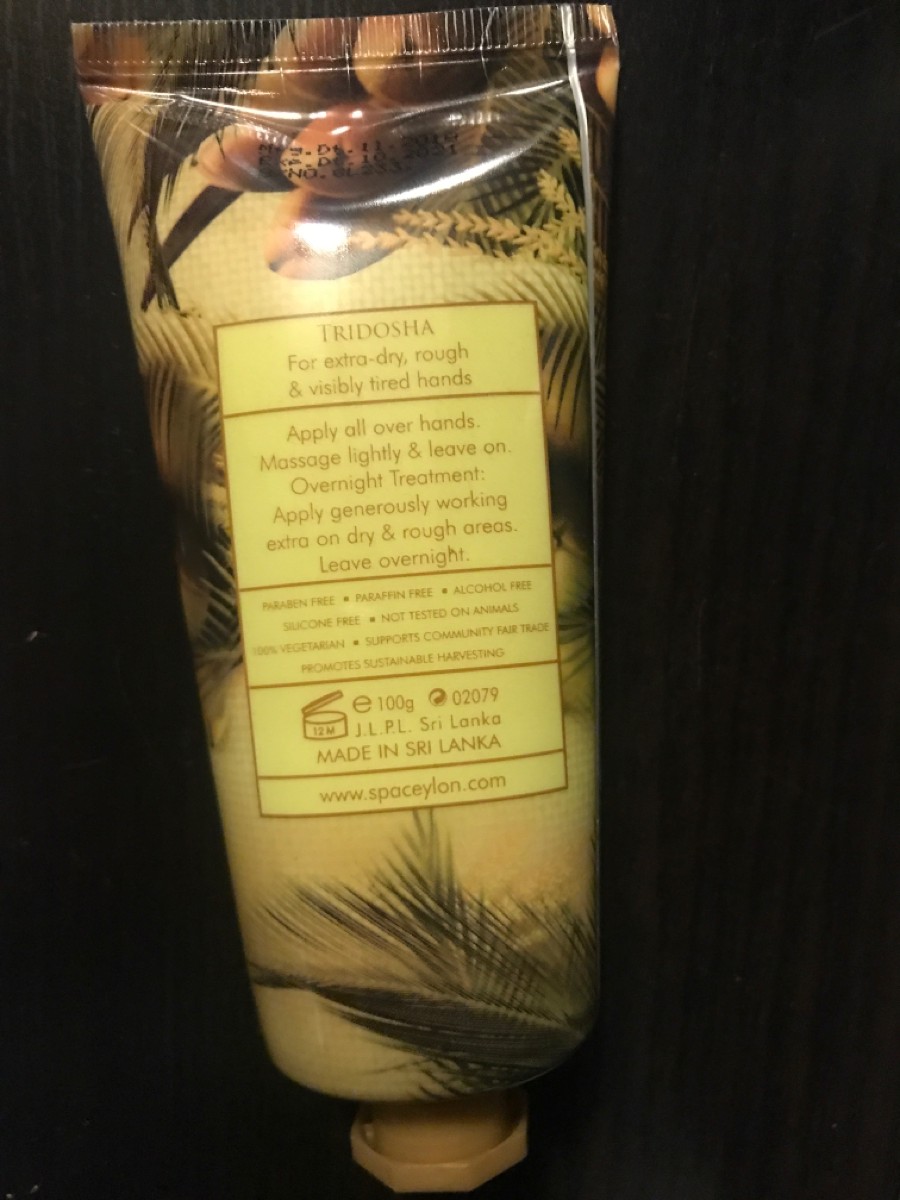 TRIDOSHA
For extra-dry, rough
& visibly tired hands
Apply all over hands.
Massage lightly & leave on.
Overnight Treatment:
Apply generously working
extra on dry & rough areas.
Leave overnight.
PARABEN FREE ▪ PARAFFIN FREE ▪ ALCOHOL FREE
SILICONE FREE ▪ NOT TESTED ON ANIMALS
100% VEGETARIAN ▪ SUPPORTS COMMUNITY FAIR TRADE
PROMOTES SUSTAINABLE HARVESTING
12M e 100g 02079
J.L.P.L. Sri Lanka
MADE IN SRI LANKA
www.spaceylon.com